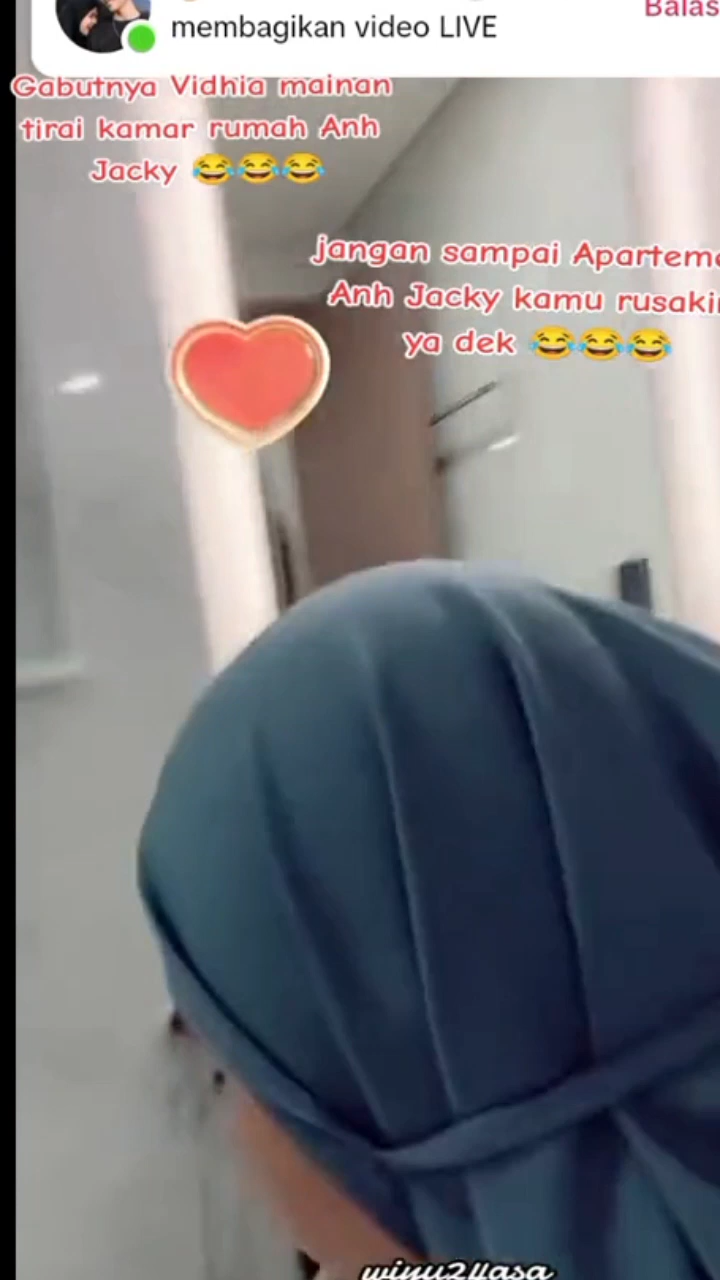 membagikan video LIVE
Balas
Gabutnya Vidhia mainan
tirai kamar rumah Anh
Jacky 😂😂😂
jangan sampai Aparteme
Anh Jacky kamu rusaki
ya dek 😂😂😂